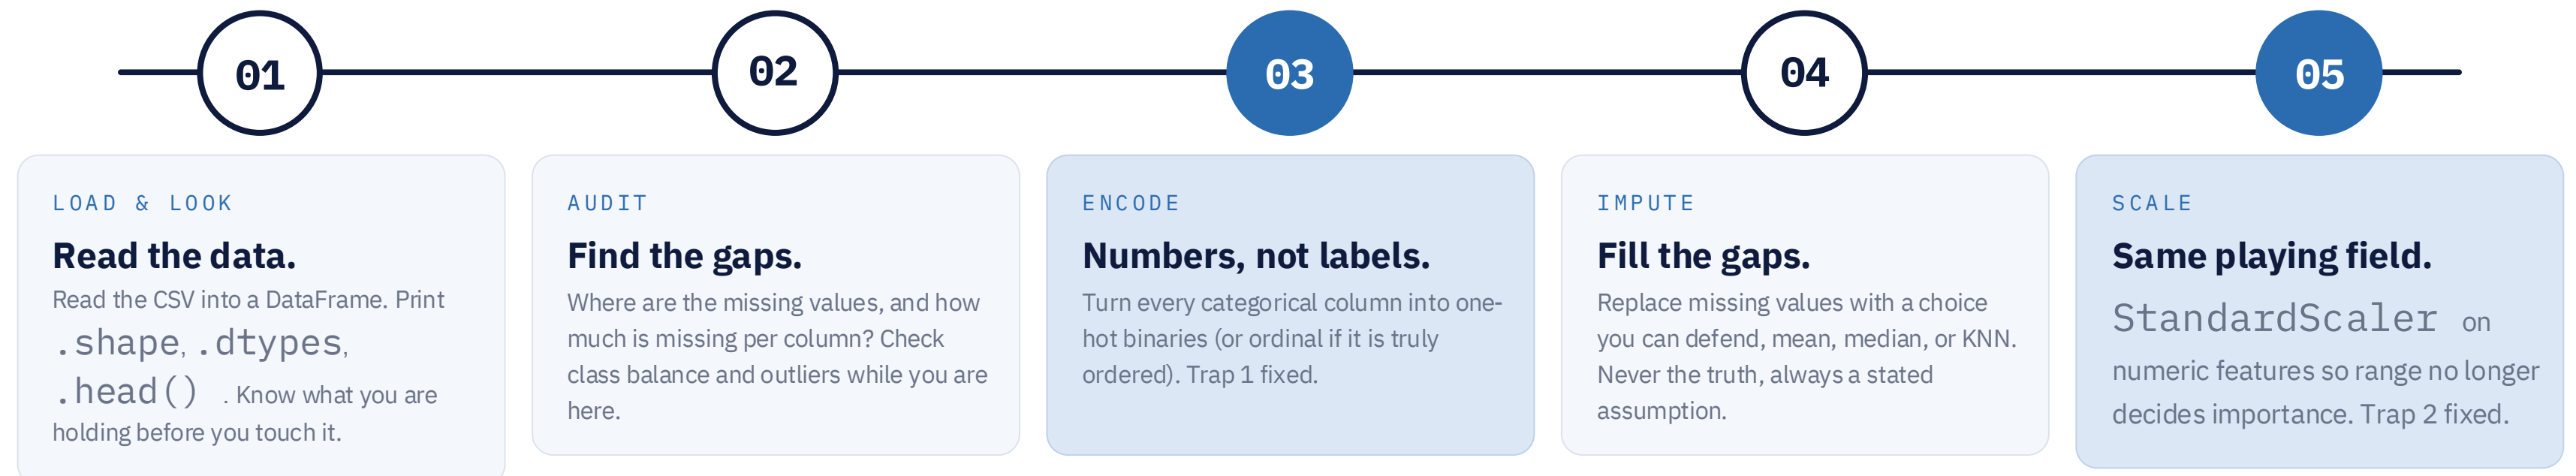 01
02
03
04
05
LOAD & LOOK
Read the data.
Read the CSV into a DataFrame. Print
.shape, .dtypes,
.head() . Know what you are
holding before you touch it.
AUDIT
Find the gaps.
Where are the missing values, and how
much is missing per column? Check
class balance and outliers while you are
here.
ENCODE
Numbers, not labels.
Turn every categorical column into one-
hot binaries (or ordinal if it is truly
ordered). Trap 1 fixed.
IMPUTE
Fill the gaps.
Replace missing values with a choice
you can defend, mean, median, or KNN.
Never the truth, always a stated
assumption.
SCALE
Same playing field.
StandardScaler on
numeric features so range no longer
decides importance. Trap 2 fixed.